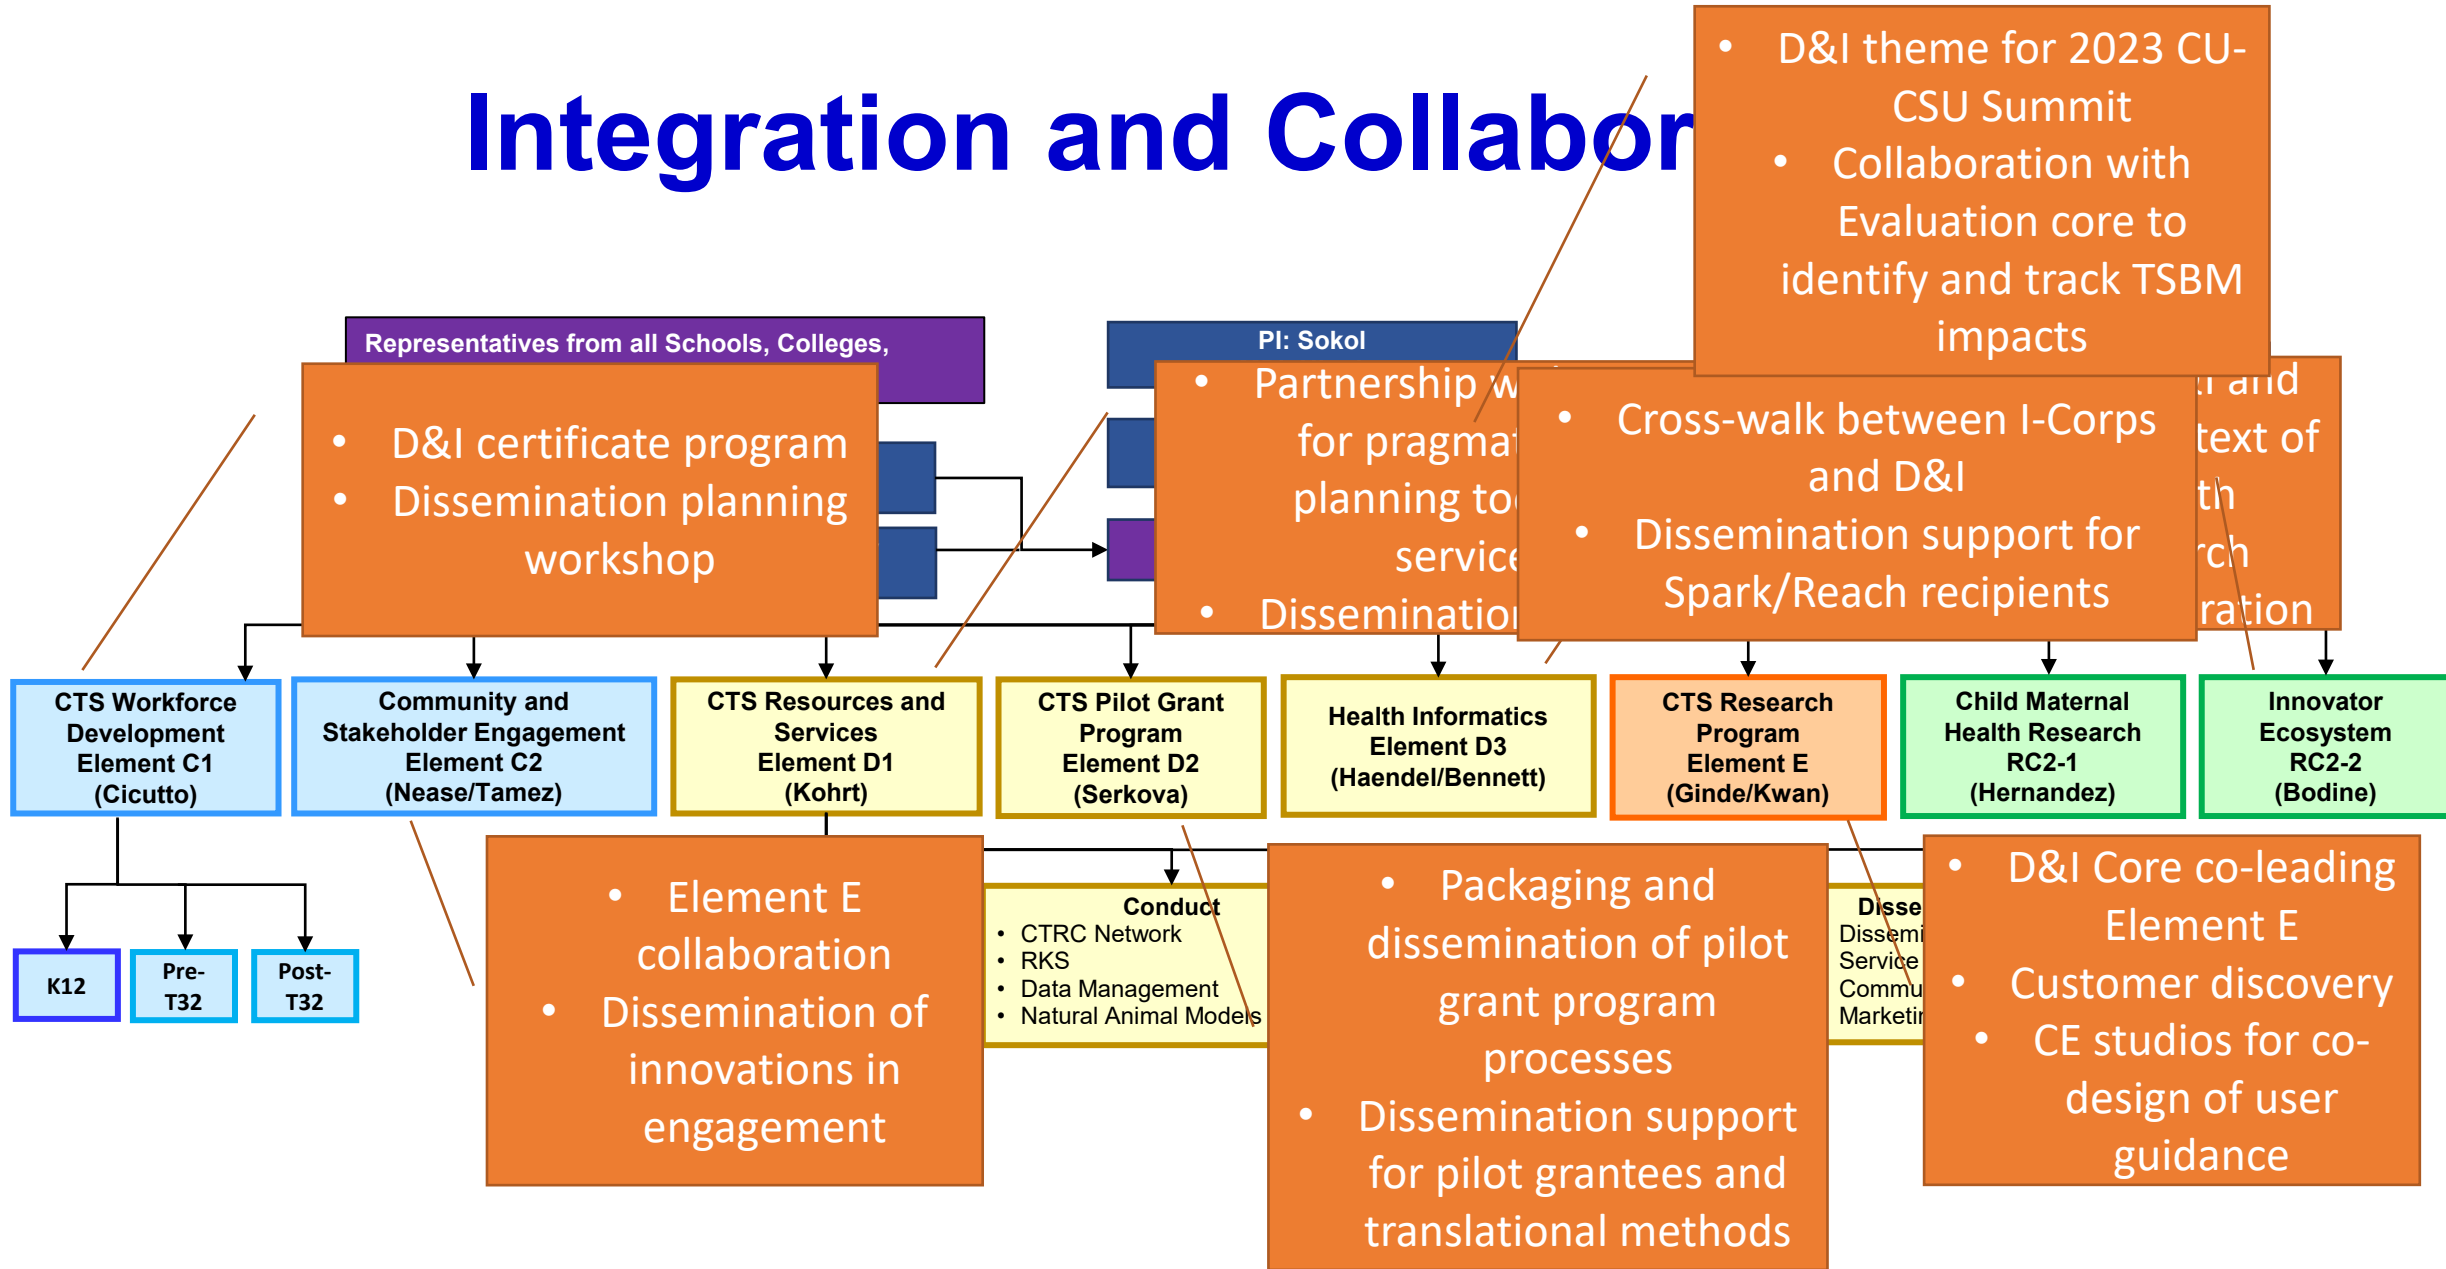 Integration and Collabor
• D&I theme for 2023 CU-
CSU Summit
• Collaboration with
Evaluation core to
identify and track TSBM
impacts
Representatives from all Schools, Colleges,
PI: Sokol
• D&I certificate program
• Dissemination planning
workshop
• Partnership
for
planning
• Cross-walk between I-Corps
and D&I
• Dissemination support for
Spark/Reach recipients
and
of
CTS Workforce
Development
Element C1
(Cicutto)
Community and
Stakeholder Engagement
Element C2
(Nease/Tamez)
CTS Resources and
Services
Element D1
(Kohrt)
CTS Pilot Grant
Program
Element D2
(Serkova)
Health Informatics
Element D3
(Haendel/Bennett)
CTS Research
Program
Element E
(Ginde/Kwan)
Child Maternal
Health Research
RC2-1
(Hernandez)
Innovator
Ecosystem
RC2-2
(Bodine)
K12
Pre-
T32
Post-
T32
• Element E
collaboration
• Dissemination of
innovations in
engagement
Conduct
• CTRC Network
• RKS
• Data Management
• Natural Animal Models
• Packaging and
dissemination of pilot
grant program
processes
• Dissemination support
for pilot grantees and
translational methods
Service
• D&I Core co-leading
Element E
• Customer discovery
• CE studios for co-
design of user
guidance